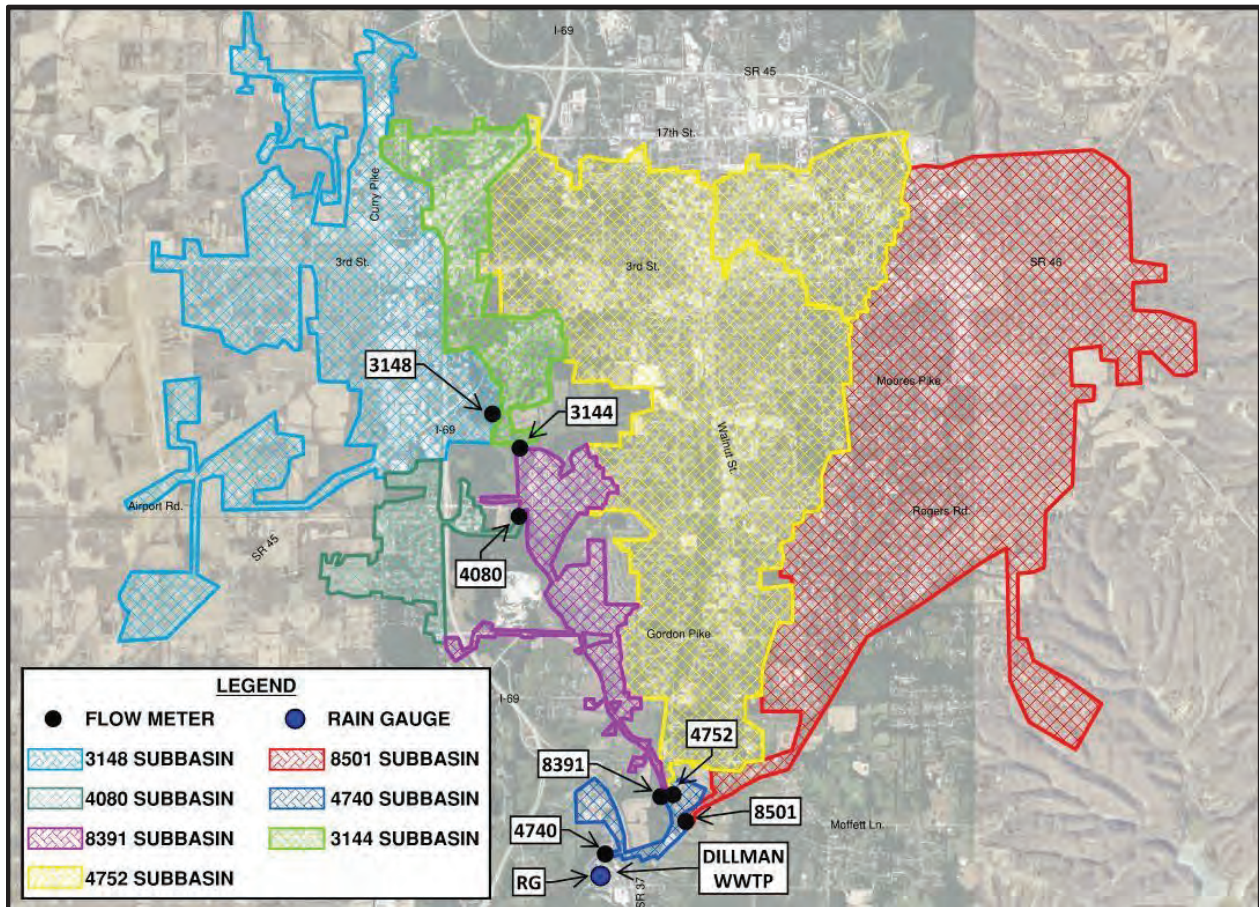 I-69
SR 45
17th St.
Curry Pike
3rd St.
3rd St.
SR 46
3148
Moores Pike
3144
I-69
Walnut St.
Airport Rd.
SR 45
Rogers Rd.
4080
Gordon Pike
I-69
LEGEND
FLOW METER
RAIN GAUGE
3148 SUBBASIN
8501 SUBBASIN
4080 SUBBASIN
4740 SUBBASIN
8391 SUBBASIN
3144 SUBBASIN
4752 SUBBASIN
4752
8391
8501
Moffett Ln.
4740
DILLMAN
WWTP
RG
SR 37